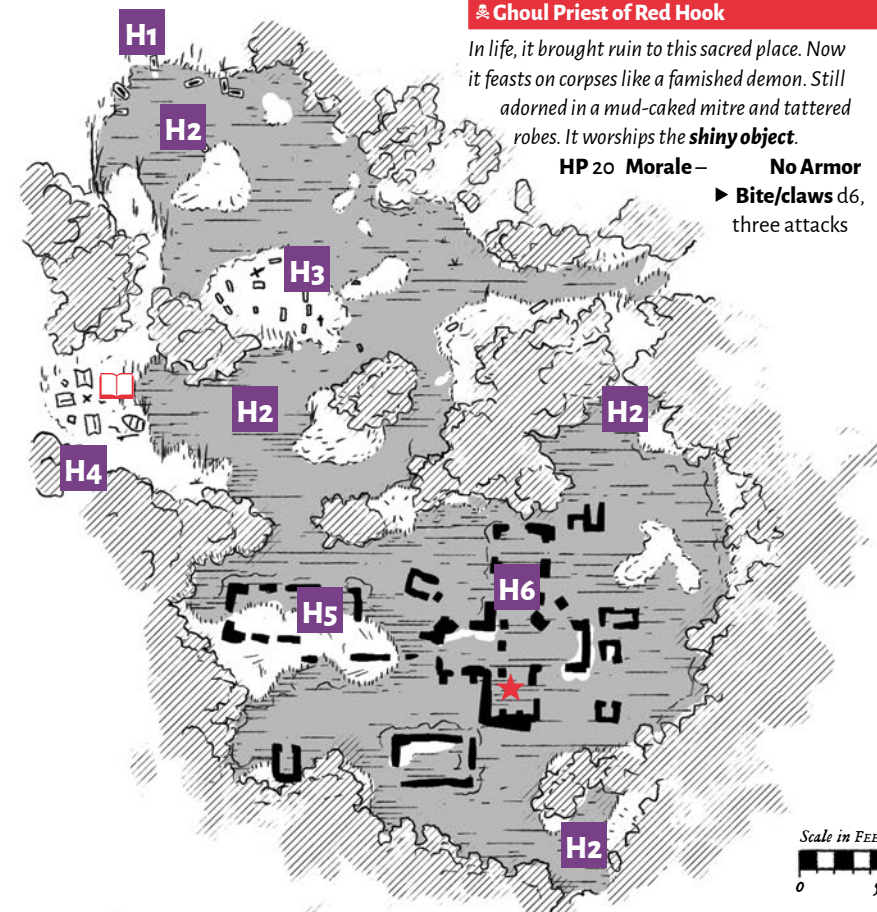 Ghoul Priest of Red Hook
In life, it brought ruin to this sacred place. Now
it feasts on corpses like a famished demon. Still
adorned in a mud-caked mitre and tattered
robes. It worships the shiny object.
HP 20 Morale – No Armor
▶ Bite/claws d6,
three attacks
H1
H2
H3
H2
H2
H4
H6
H5
H2
Scale in
0